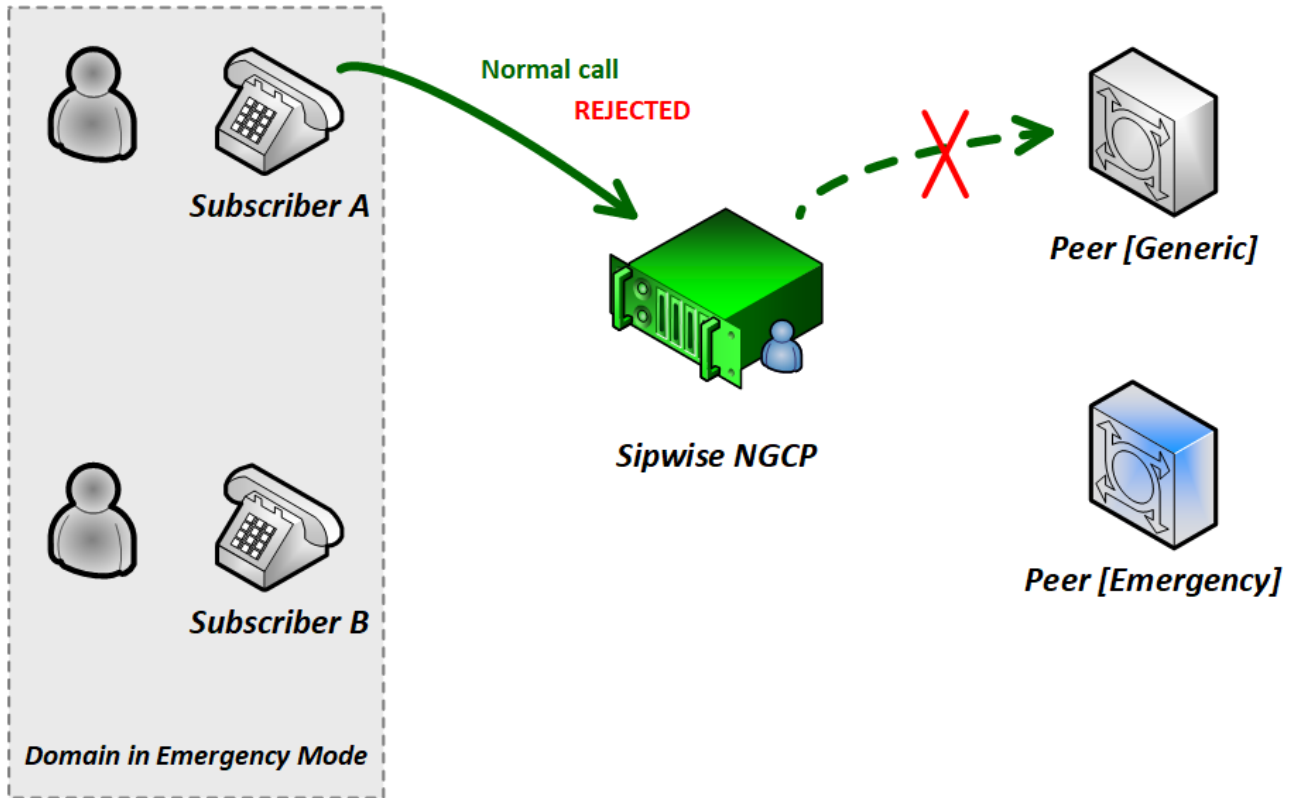 Normal call
REJECTED
Subscriber A
Peer [Generic]
Sipwise NGCP
Peer [Emergency]
Subscriber B
Domain in Emergency Mode